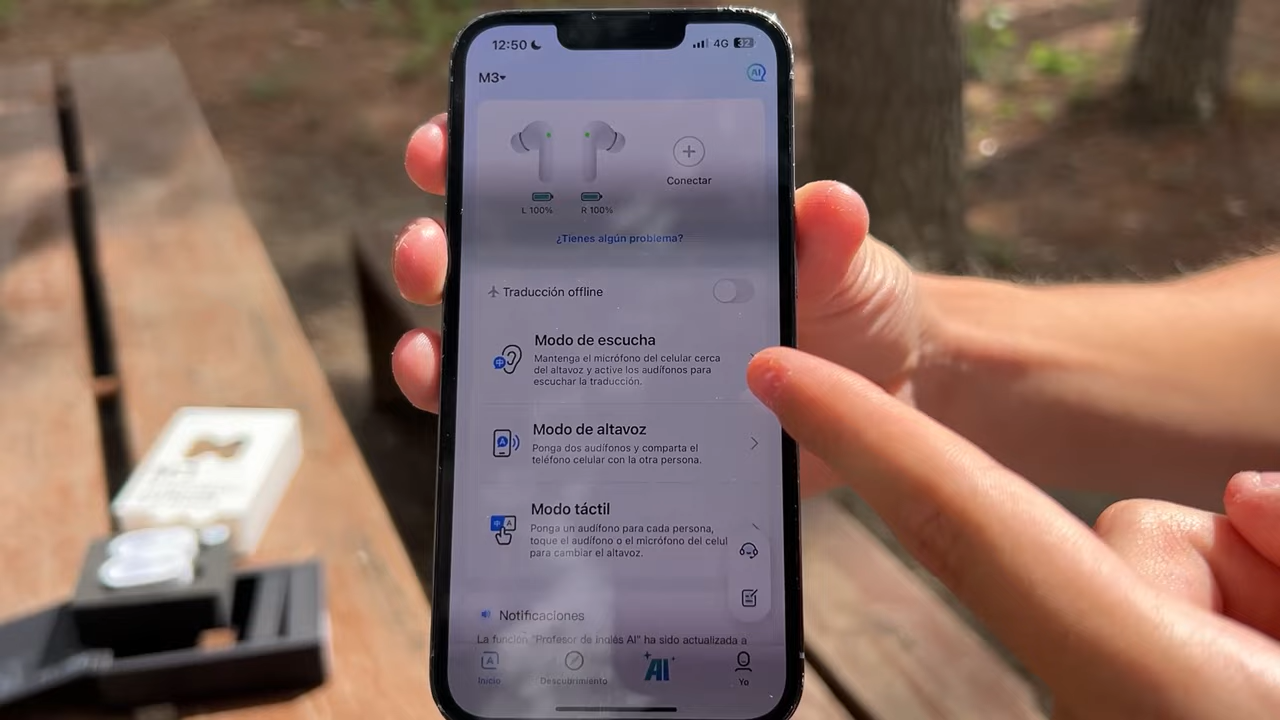 12:50
4G
32
M3
AI
Conectar
L 100%
R 100%
¿Tienes algún problema?
Traducción offline
Modo de escucha
Mantenga el micrófono del celular cerca
del altavoz y active los audífonos para
escuchar la traducción.
Modo de altavoz
Ponga dos audífonos y comparta el
teléfono celular con la otra persona.
Modo táctil
Ponga un audífono para cada persona,
toque el audífono o el micrófono del celul
para cambiar el altavoz.
Notificaciones
La función "Profesor de inglés AI" ha sido actualizada a
A
AI
Inicio
Descubrimiento
Yo